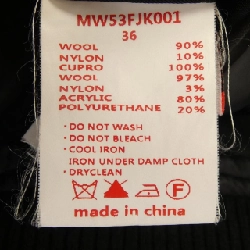 MW53FJK001
36
WOOL 90%
NYLON 10%
CUPRO 100%
WOOL 97%
NYLON 3%
ACRYLIC 80%
POLYURETHANE 20%
· DO NOT WASH
· DO NOT BLEACH
· COOL IRON
IRON UNDER DAMP CLOTH
· DRYCLEAN
F
made in china